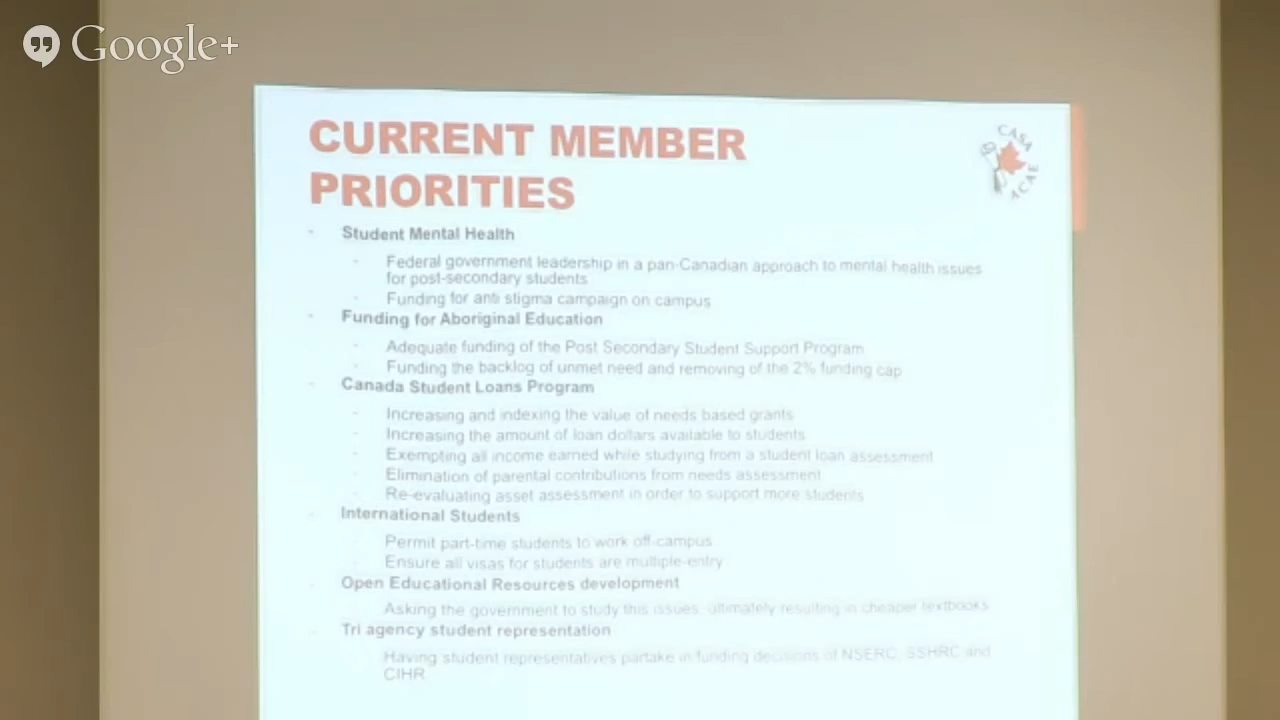 Google+
CURRENT MEMBER
PRIORITIES
CASA
ACAE
- Student Mental Health
- Federal government leadership in a pan-Canadian approach to mental health issues
for post-secondary students
- Funding for anti stigma campaign on campus
- Funding for Aboriginal Education
- Adequate funding of the Post Secondary Student Support Program
- Funding the backlog of unmet need and removing of the 2% funding cap
- Canada Student Loans Program
- Increasing and indexing the value of needs based grants
- Increasing the amount of loan dollars available to students
- Exempting all income earned while studying from a student loan assessment
- Elimination of parental contributions from needs assessment
- Re-evaluating asset assessment in order to support more students
- International Students
- Permit part-time students to work off-campus
- Ensure all visas for students are multiple-entry
- Open Educational Resources development
Asking the government to study this issues, ultimately resulting in cheaper textbooks
- Tri agency student representation
Having student representatives partake in funding decisions of NSERC, SSHRC and
CIHR